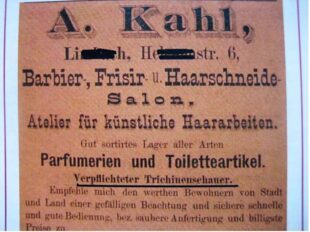 A. Kahl,
str. 6,
Barbier-, Frisir- u. Haarschneide-
Salon.
Atelier für künstliche Haararbeiten.
Gut sortirtes Lager aller Arten
Parfumerien und Toiletteartikel.
Verpflichteter Trichinenschauer.
Empfehle mich den werthen Bewohnern von Stadt
und Land einer gefälligen Beachtung und sichere schnelle
und gute Bedienung, bez. saubere Anfertigung und billigste
Preise zu